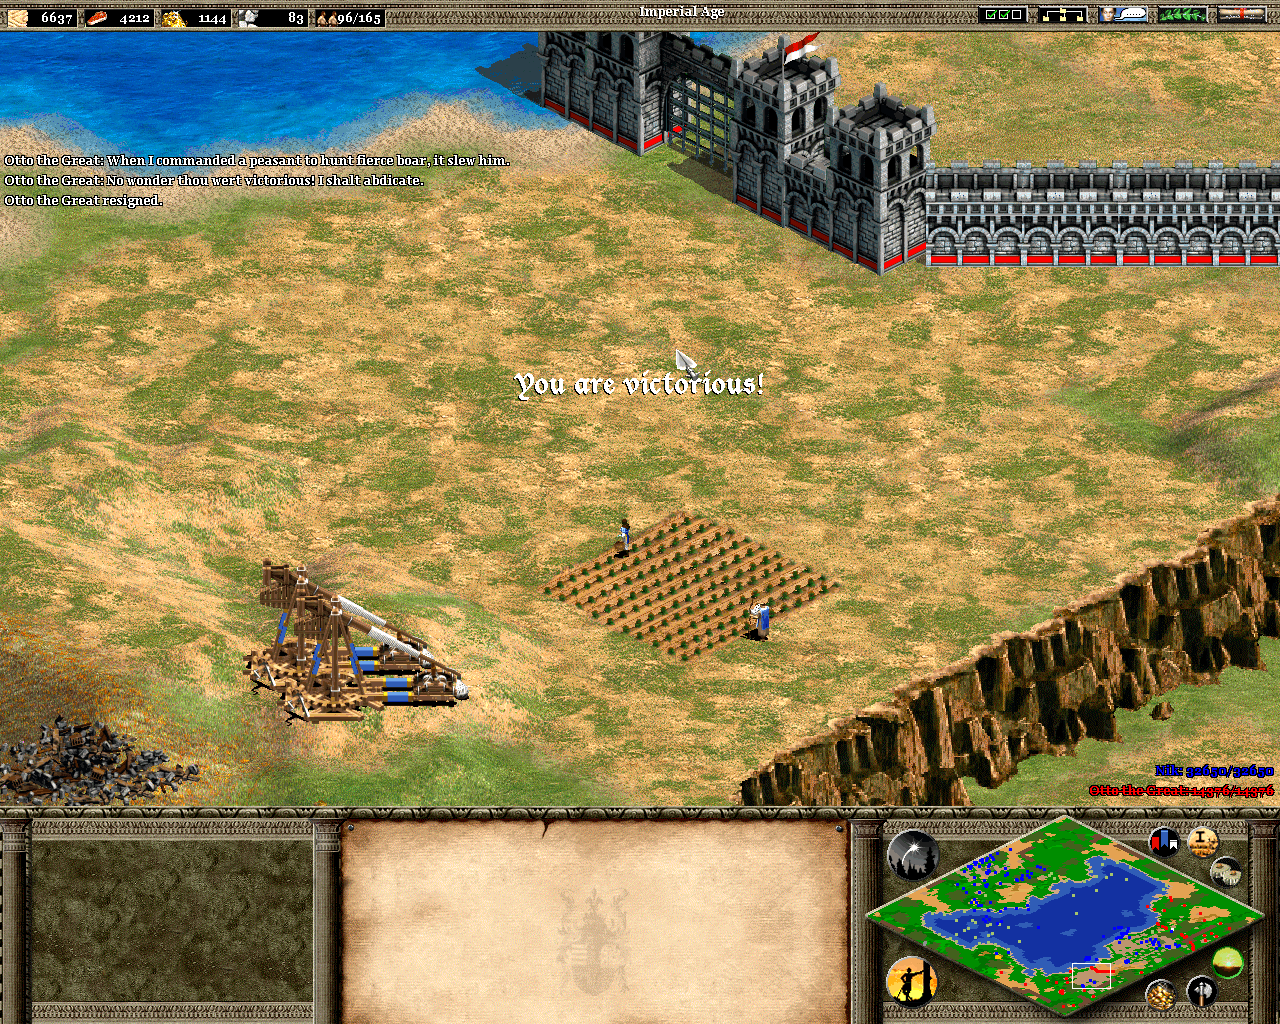 6637 4212 1144 83 96/165
Imperial Age
Otto the Great: When I commanded a peasant to hunt fierce boar, it slew him.
Otto the Great: No wonder thou wert victorious! I shalt abdicate.
Otto the Great resigned.
You are victorious!
32650/32650
Otto the Great: 14376/14376